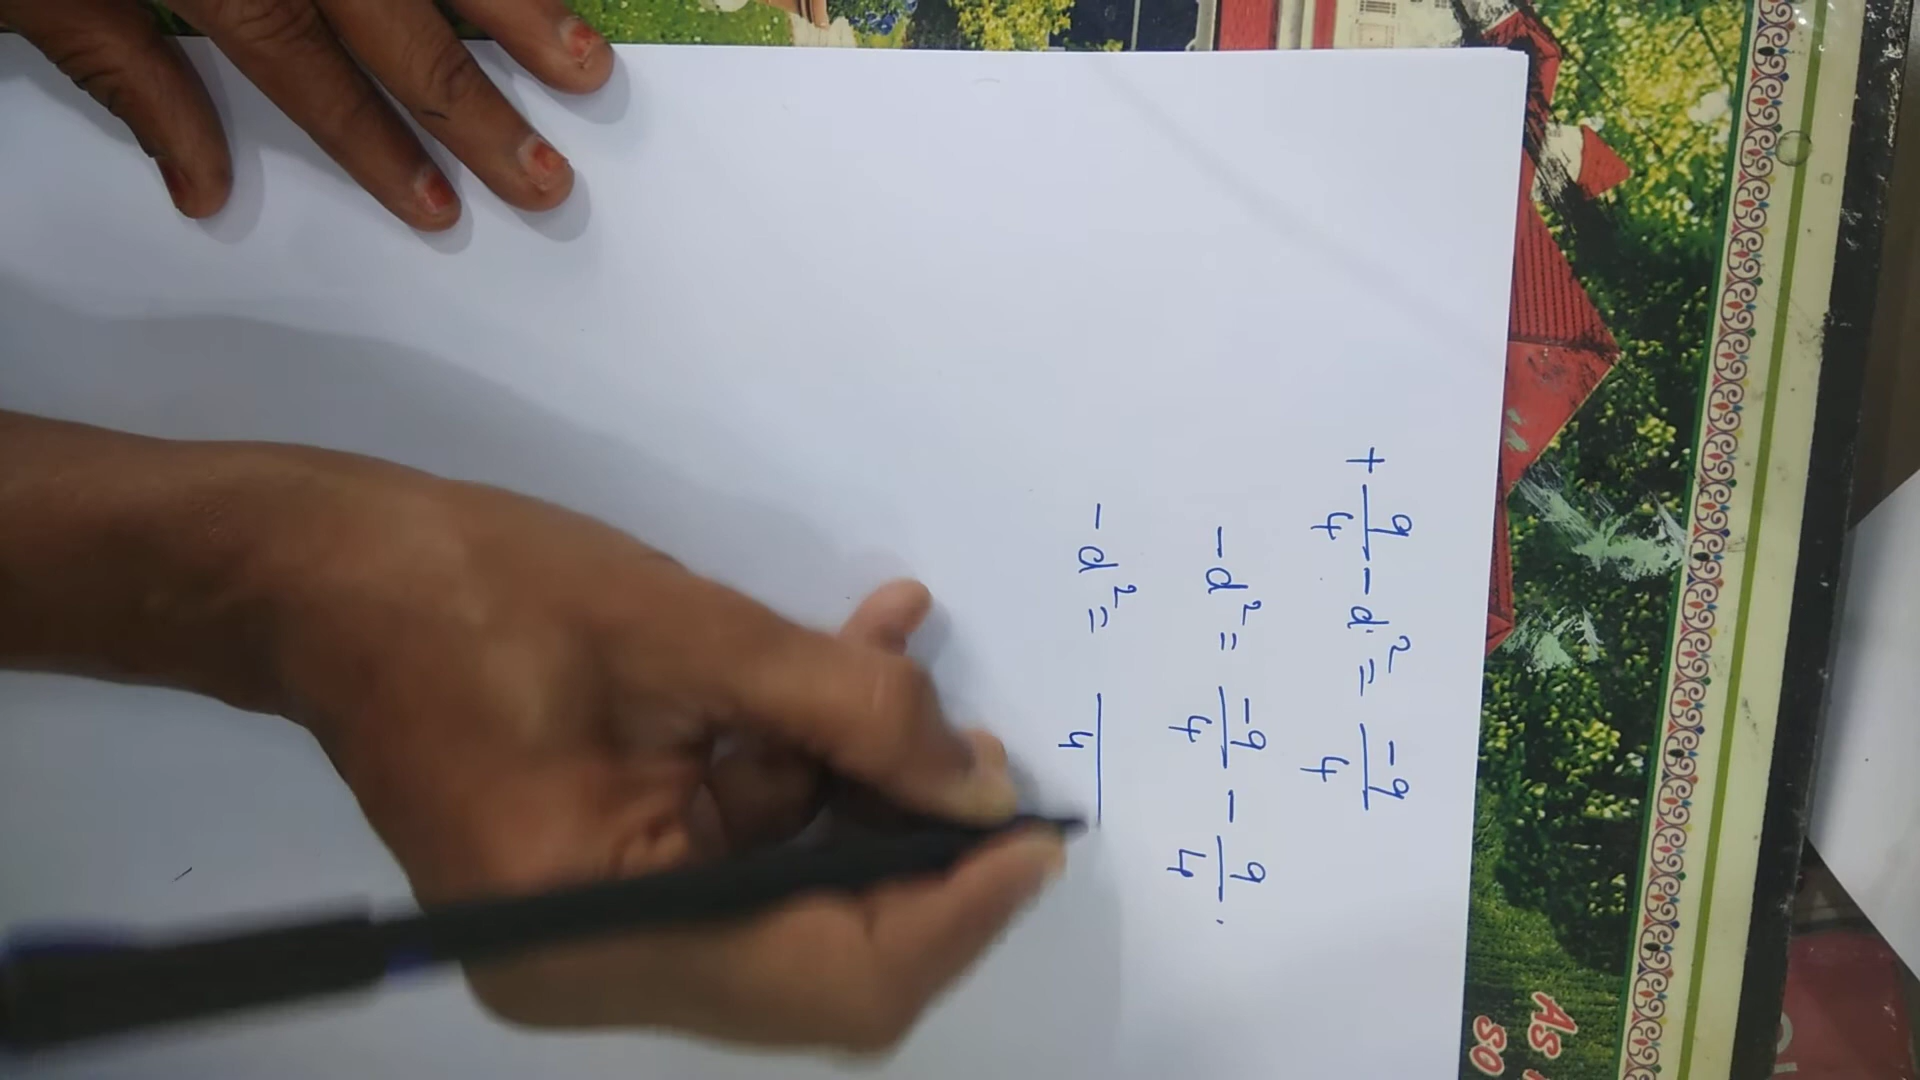 + 9/4 - d² = -9/4
-d² = -9/4 - 9/4.
-d² = /4
As
so